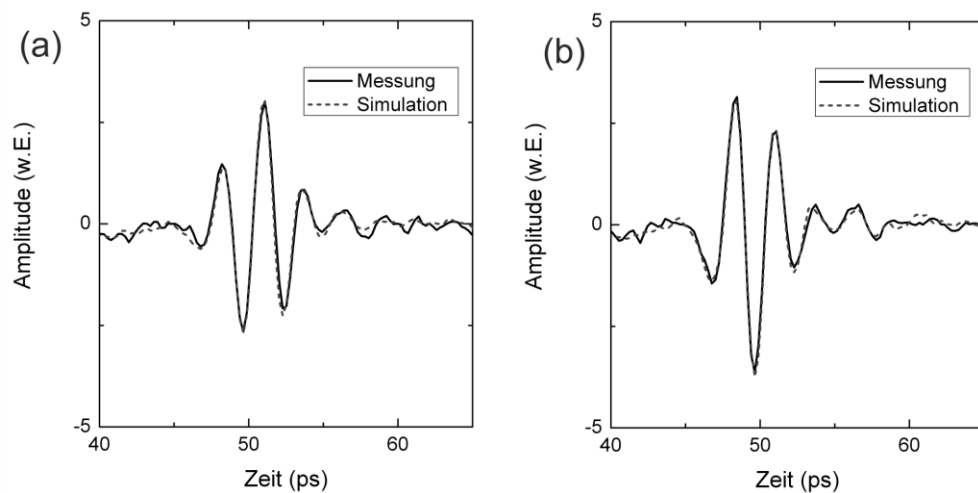 (a)
5
Messung
Simulation
0
-5
40
50
60
Amplitude (w.E.)
Zeit (ps)
(b)
5
Messung
Simulation
0
-5
40
50
60
Amplitude (w.E.)
Zeit (ps)